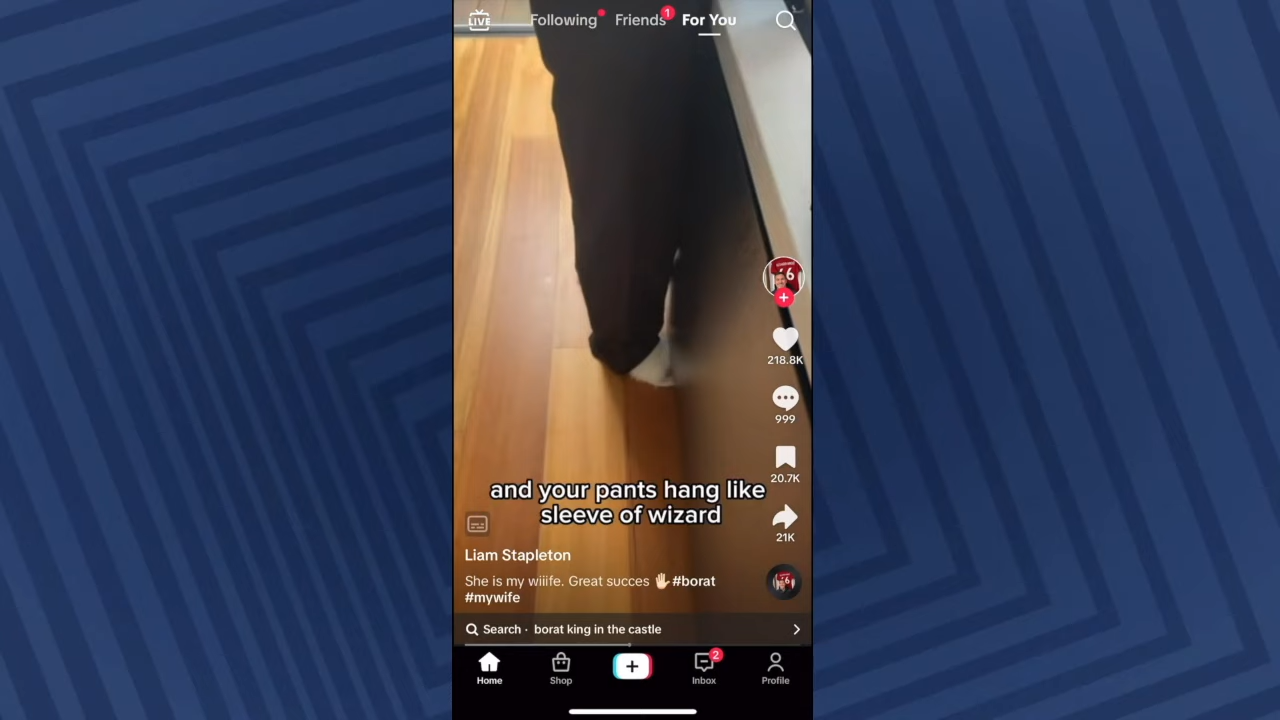 LIVE
Following
Friends
1
For You
6
218.8K
999
20.7K
21K
and your pants hang like
sleeve of wizard
Liam Stapleton
She is my wiiife. Great succes 🖐🏻 #borat
#mywife
Search · borat king in the castle
Home
Shop
Inbox
2
Profile